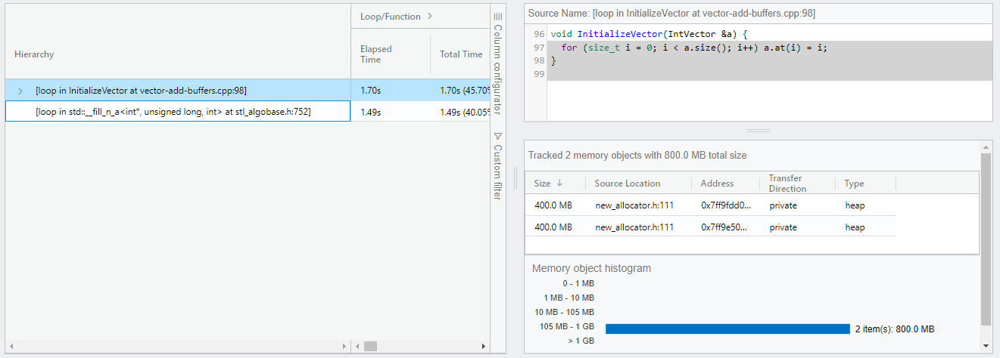 Loop/Function
Hierarchy
Elapsed
Time
Total Time
[loop in InitializeVector at vector-add-buffers.cpp:98]
1.70s
1.70s (45.70%
[loop in std::__fill_n_a<int*, unsigned long, int> at stl_algobase.h:752]
1.49s
1.49s (40.05%
Column configurator
Custom filter
Source Name: [loop in InitializeVector at vector-add-buffers.cpp:98]
96 void InitializeVector(IntVector &a) {
97 for (size_t i = 0; i < a.size(); i++) a.at(i) = i;
98 }
99
Tracked 2 memory objects with 800.0 MB total size
Size
Source Location
Address
Transfer
Direction
Type
400.0 MB new_allocator.h:111 0x7ff9fdd0... private heap
400.0 MB new_allocator.h:111 0x7ff9e50... private heap
Memory object histogram
0 - 1 MB
1 MB - 10 MB
10 MB - 105 MB
105 MB - 1 GB 2 item(s): 800.0 MB
> 1 GB